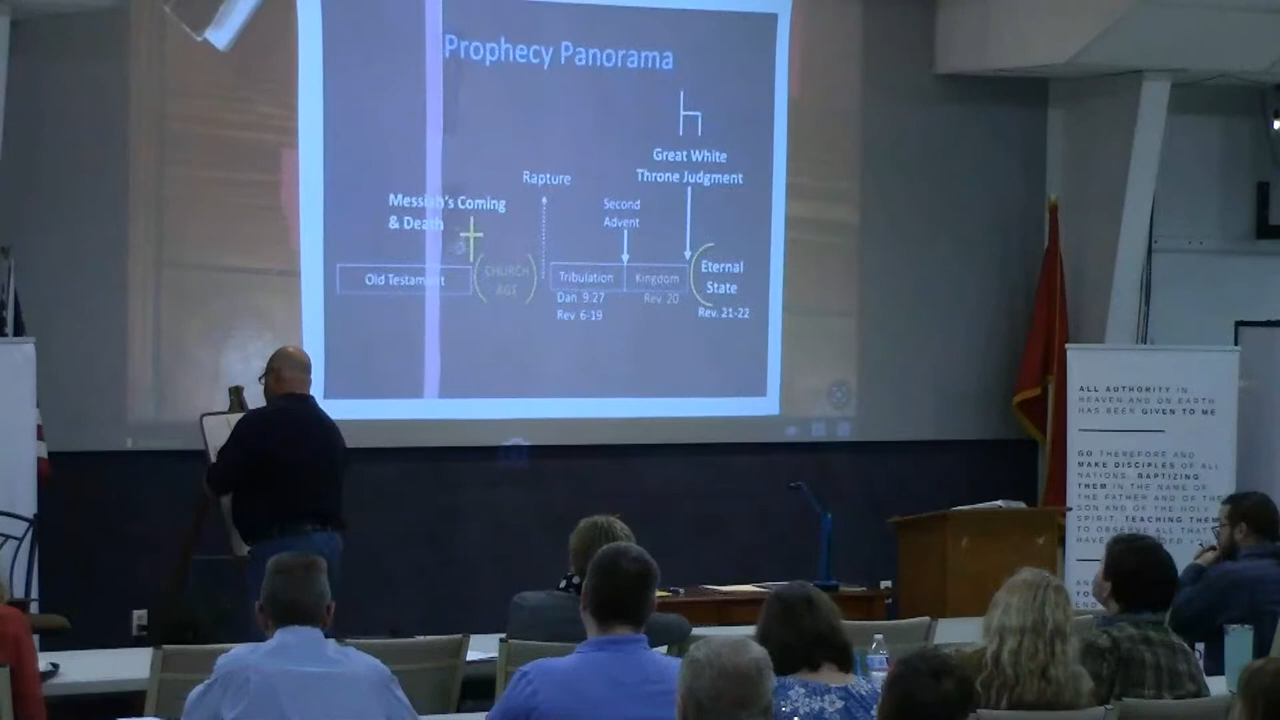 Prophecy Panorama
Great White
Throne Judgment
Rapture
Messiah's Coming
& Death
Second
Advent
Old Testament
CHURCH
AGE
Tribulation
Kingdom
Eternal
State
Dan. 9.27
Rev 6-19
Rev. 20
Rev. 21-22
ALL AUTHORITY IN
HEAVEN AND ON EARTH
HAS BEEN GIVEN TO ME
GO THEREFORE AND
MAKE DISCIPLES OF ALL
NATIONS, BAPTIZING
THEM IN THE NAME OF
THE FATHER AND OF THE
SON AND OF THE HOLY
SPIRIT, TEACHING THEM
TO OBSERVE ALL THAT
HAVE